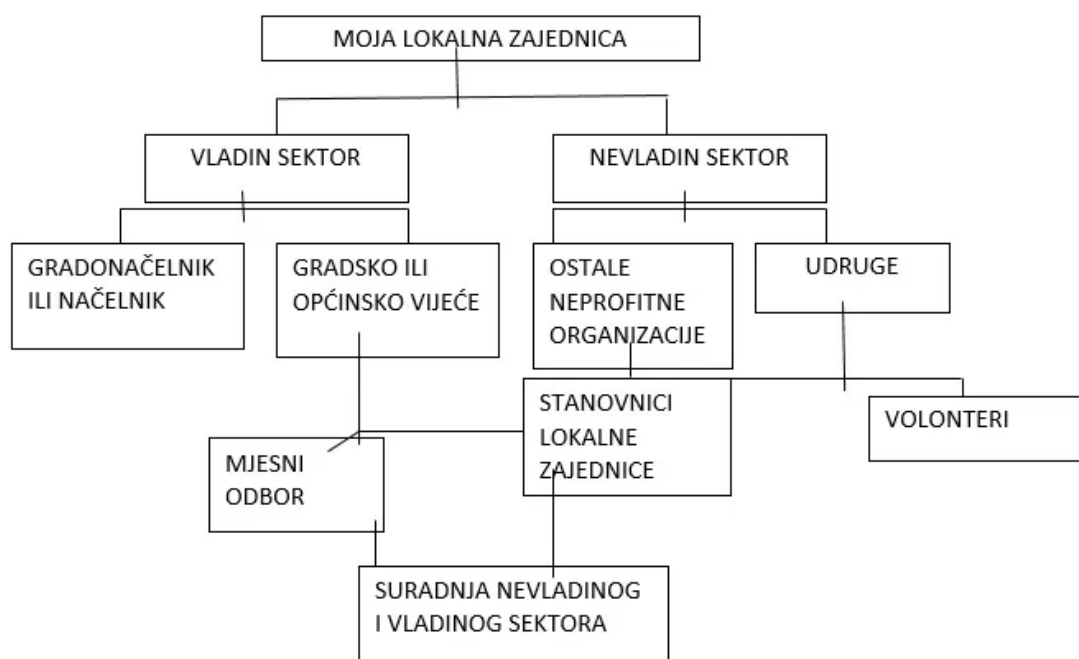 MOJA LOKALNA ZAJEDNICA
VLADIN SEKTOR
NEVLADIN SEKTOR
GRADONAČELNIK
ILI NAČELNIK
GRADSKO ILI
OPĆINSKO VIJEĆE
OSTALE
NEPROFITNE
ORGANIZACIJE
UDRUGE
STANOVNICI
LOKALNE
ZAJEDNICE
VOLONTERI
MJESNI
ODBOR
SURADNJA NEVLADINOG
I VLADINOG SEKTORA